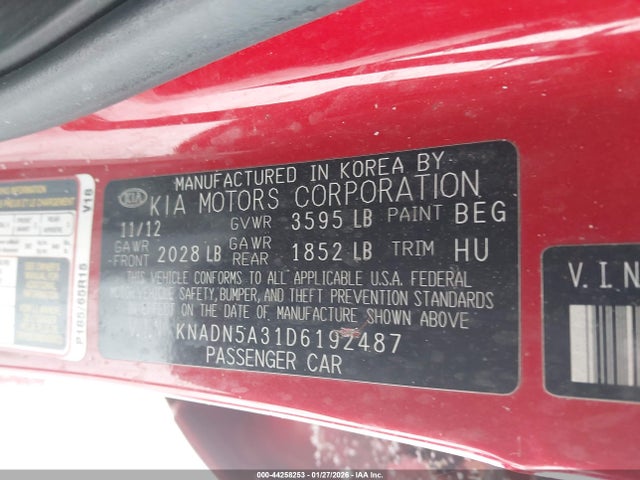 MANUFACTURED IN KOREA BY
KIA KIA MOTORS CORPORATION
11/12 GVWR 3595 LB PAINT BEG
GAWR FRONT 2028 LB GAWR REAR 1852 LB TRIM HU
THIS VEHICLE CONFORMS TO ALL APPLICABLE U.S.A. FEDERAL
MOTOR VEHICLE SAFETY, BUMPER, AND THEFT PREVENTION STANDARDS
IN EFFECT ON THE DATE OF MANUFACTURE SHOWN ABOVE.
KNADN5A31D6192487
PASSENGER CAR
V16
P185/65R15
V.I.N
000-44258253 — 01/27/2026 — IAA Inc.